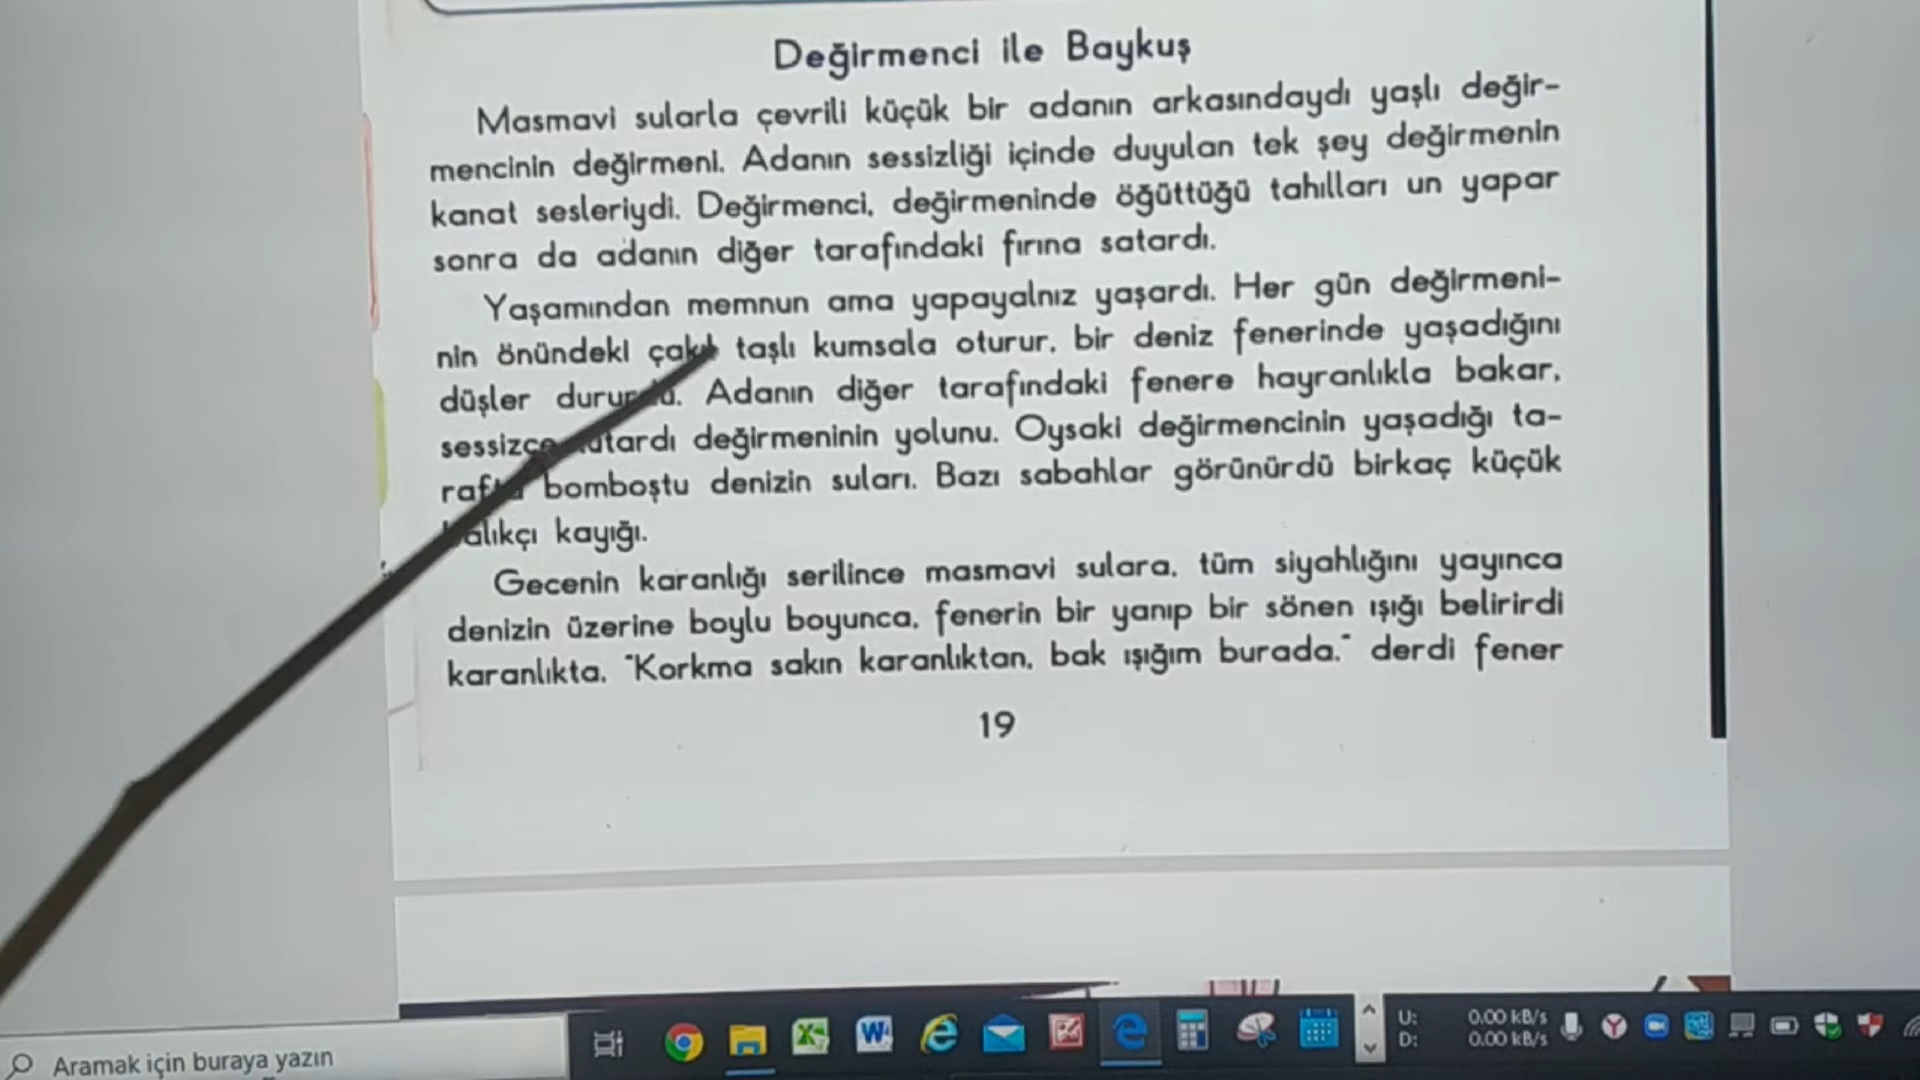 Değirmenci ile Baykuş
Masmavi sularla çevrili küçük bir adanın arkasındaydı yaşlı değir-
mencinin değirmeni. Adanın sessizliği içinde duyulan tek şey değirmenin
kanat sesleriydi. Değirmenci, değirmeninde öğüttüğü tahılları un yapar
sonra da adanın diğer tarafındaki fırına satardı.
Yaşamından memnun ama yapayalnız yaşardı. Her gün değirmeni-
nin önündeki taşlı kumsala oturur, bir deniz fenerinde yaşadığını
düşler Adanın diğer tarafındaki fenere hayranlıkla bakar,
değirmeninin yolunu. Oysaki değirmencinin yaşadığı ta-
bomboştu denizin suları. Bazı sabahlar görünürdü birkaç küçük
kayığı.
Gecenin karanlığı serilince masmavi sulara, tüm siyahlığını yayınca
denizin üzerine boylu boyunca, fenerin bir yanıp bir sönen ışığı belirirdi
karanlıkta. "Korkma sakın karanlıktan, bak ışığım burada." derdi fener
19
Aramak için buraya yazın
U: 0.00 kB/s
D: 0.00 kB/s